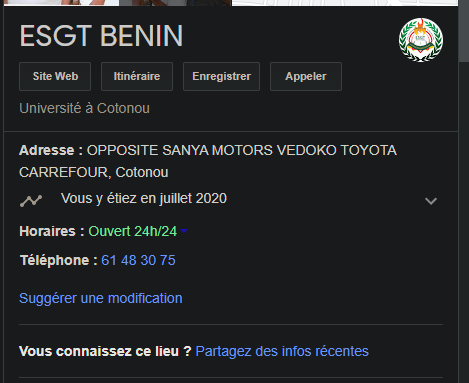 ESGT BENIN
Site Web
Itinéraire
Enregistrer
Appeler
Université à Cotonou
Adresse : OPPOSITE SANYA MOTORS VEDOKO TOYOTA
CARREFOUR, Cotonou
Vous y étiez en juillet 2020
Horaires : Ouvert 24h/24
Téléphone : 61 48 30 75
Suggérer une modification
Vous connaissez ce lieu ? Partagez des infos récentes